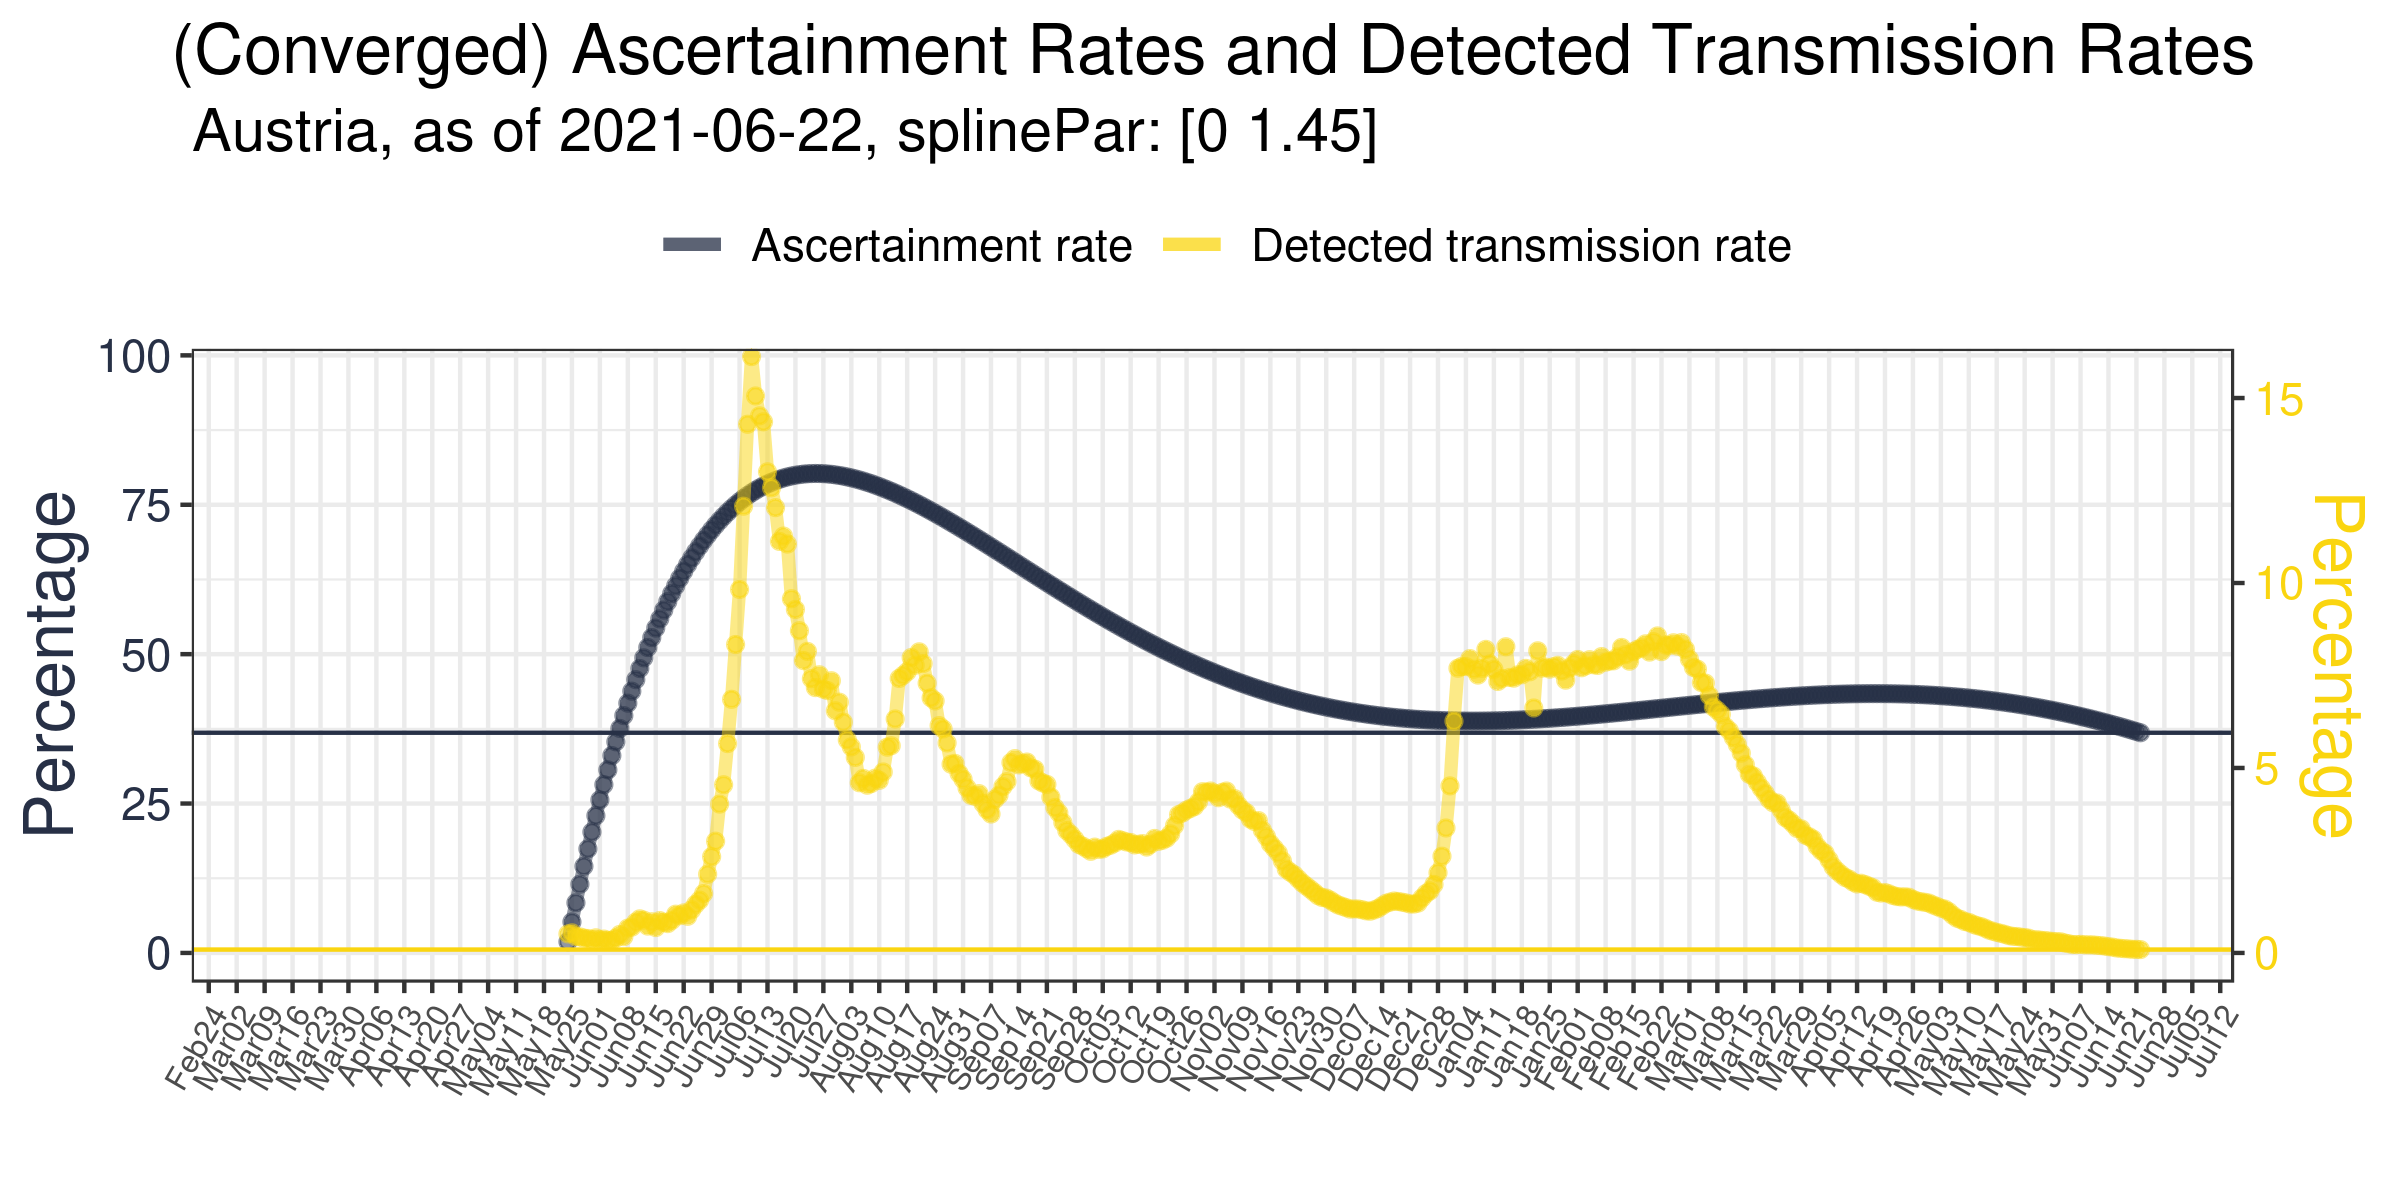 (Converged) Ascertainment Rates and Detected Transmission Rates
Austria, as of 2021-06-22, splinePar: [0 1.45]
Ascertainment rate
Detected transmission rate
Percentage
100
75
50
25
0
15
10
5
0
Percentage
Feb24
Mar02
Mar09
Mar16
Mar23
Mar30
Apr06
Apr13
Apr20
Apr27
May04
May11
May18
May25
Jun01
Jun08
Jun15
Jun22
Jun29
Jul06
Jul13
Jul20
Jul27
Aug03
Aug10
Aug17
Aug24
Aug31
Sep07
Sep14
Sep21
Sep28
Oct05
Oct12
Oct19
Oct26
Nov02
Nov09
Nov16
Nov23
Nov30
Dec07
Dec14
Dec21
Dec28
Jan04
Jan11
Jan18
Jan25
Feb01
Feb08
Feb15
Feb22
Mar01
Mar08
Mar15
Mar22
Mar29
Apr05
Apr12
Apr19
Apr26
May03
May10
May17
May24
May31
Jun07
Jun14
Jun21
Jun28
Jul05
Jul12